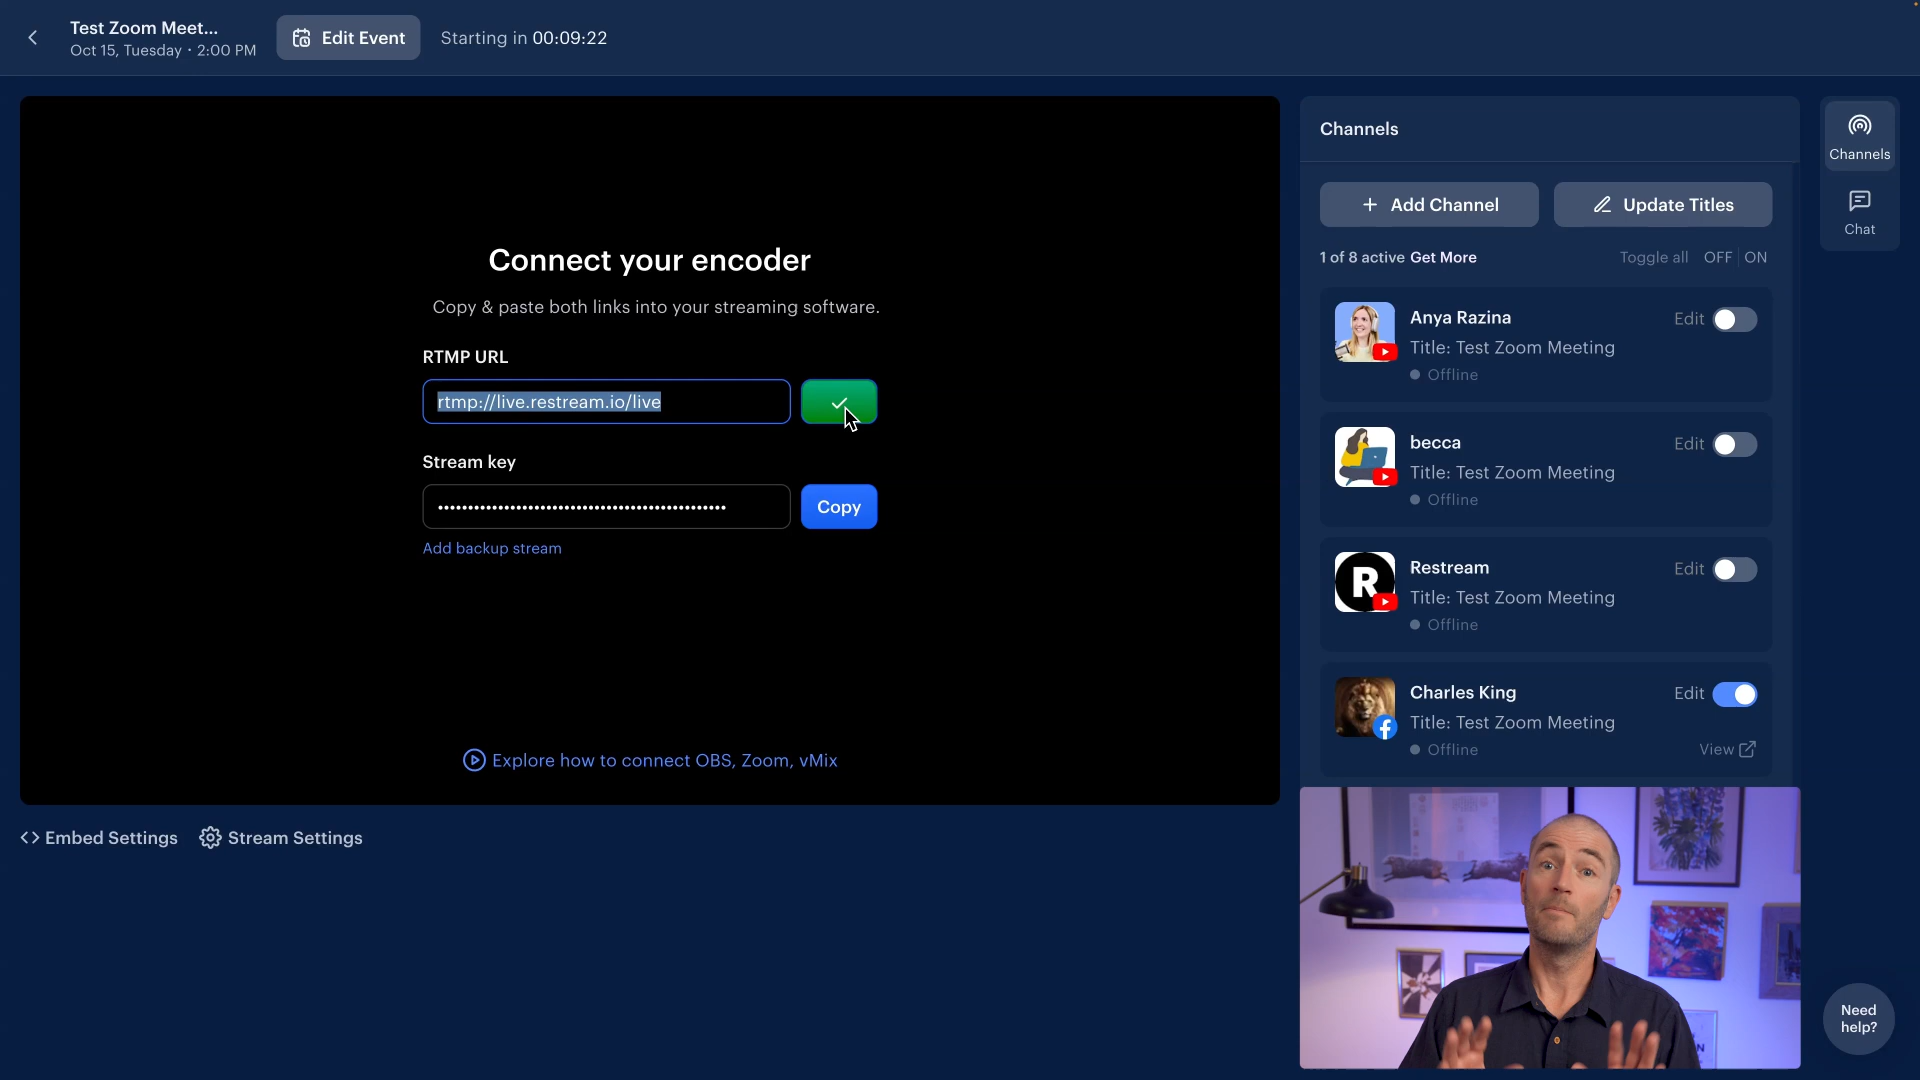 Test Zoom Meet...
Oct 15, Tuesday • 2:00 PM
Edit Event
Starting in 00:09:22
Connect your encoder
Copy & paste both links into your streaming software.
RTMP URL
rtmp://live.restream.io/live
Stream key
••••••••••••••••••••••••••••••••••••••••••••••••
Copy
Add backup stream
Explore how to connect OBS, Zoom, vMix
Embed Settings
Stream Settings
Channels
Add Channel
Update Titles
1 of 8 active Get More
Toggle all OFF ON
Anya Razina
Edit
Title: Test Zoom Meeting
Offline
becca
Edit
Title: Test Zoom Meeting
Offline
R
Restream
Edit
Title: Test Zoom Meeting
Offline
Charles King
Edit
Title: Test Zoom Meeting
Offline
View
Channels
Chat
Need
help?